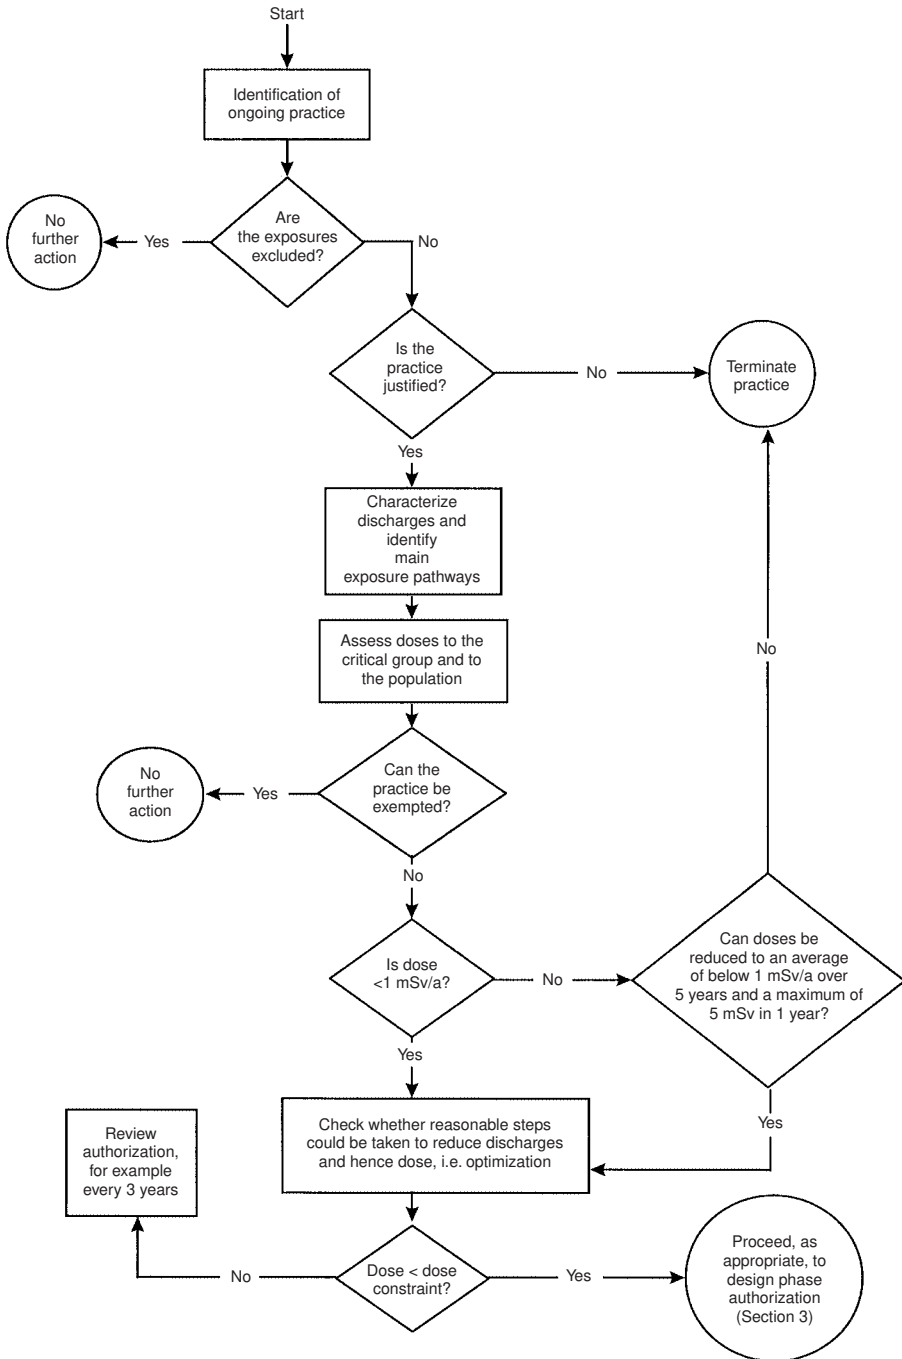 Start
Identification of
ongoing practice
Are
the exposures
excluded?
Yes
No
further
action
No
Is the
practice
justified?
No
Terminate
practice
Yes
Characterize
discharges and
identify
main
exposure pathways
Assess doses to the
critical group and to
the population
Can the
practice be
exempted?
Yes
No
further
action
No
Is dose
<1 mSv/a?
No
Can doses be
reduced to an average
of below 1 mSv/a over
5 years and a maximum of
5 mSv in 1 year?
No
Yes
Yes
Check whether reasonable steps
could be taken to reduce discharges
and hence dose, i.e. optimization
Dose < dose
constraint?
No
Review
authorization,
for example
every 3 years
Yes
Proceed, as
appropriate, to
design phase
authorization
(Section 3)